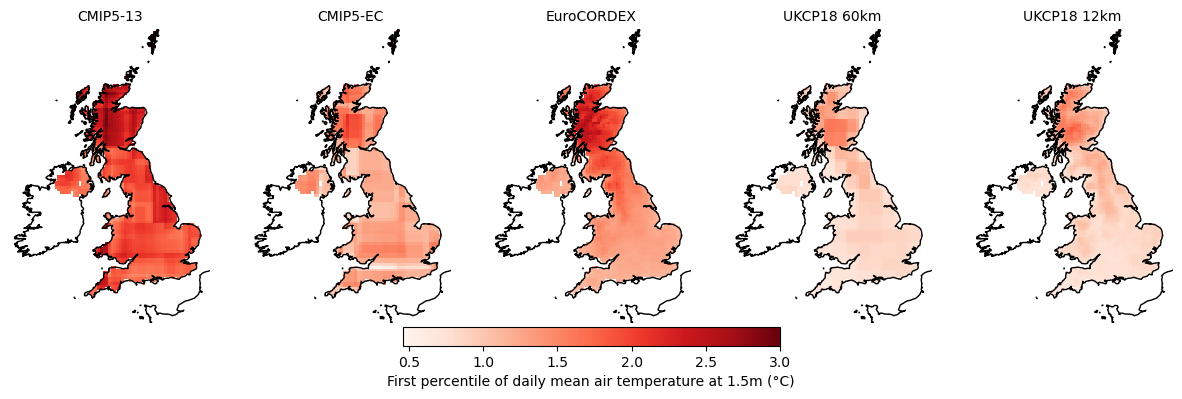 CMIP5-13 CMIP5-EC EuroCORDEX UKCP18 60km UKCP18 12km
0.5 1.0 1.5 2.0 2.5 3.0
First percentile of daily mean air temperature at 1.5m (°C)